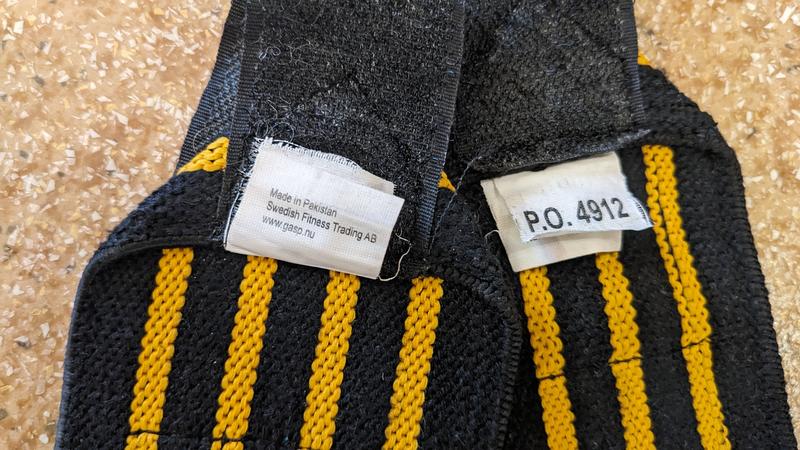 Made in Pakistan
Swedish Fitness Trading AB
www.gasp.nu
P.O. 4912